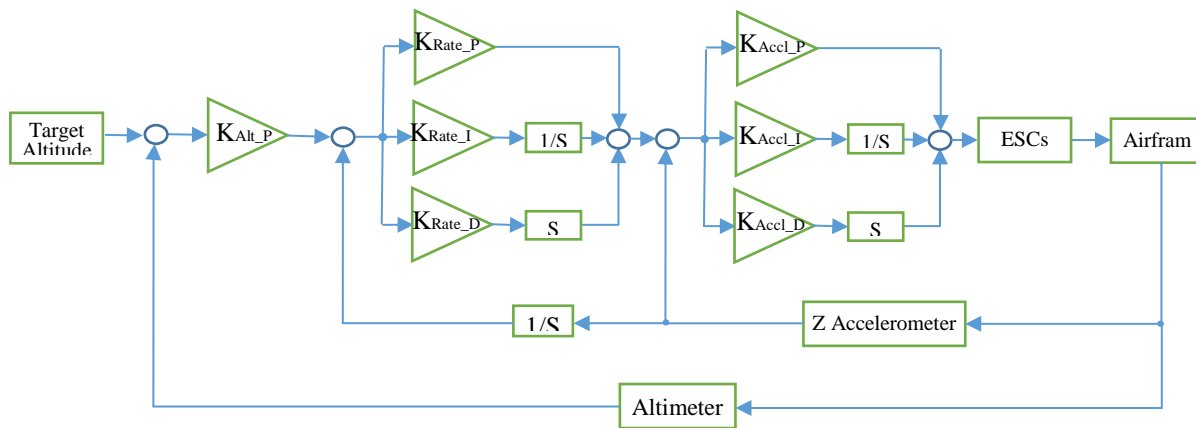 KRate_P
KAccl_P
Target
Altitude
KAlt_P
KRate_I
1/S
KAccl_I
1/S
ESCs
Airfram
KRate_D
S
KAccl_D
S
1/S
Z Accelerometer
Altimeter